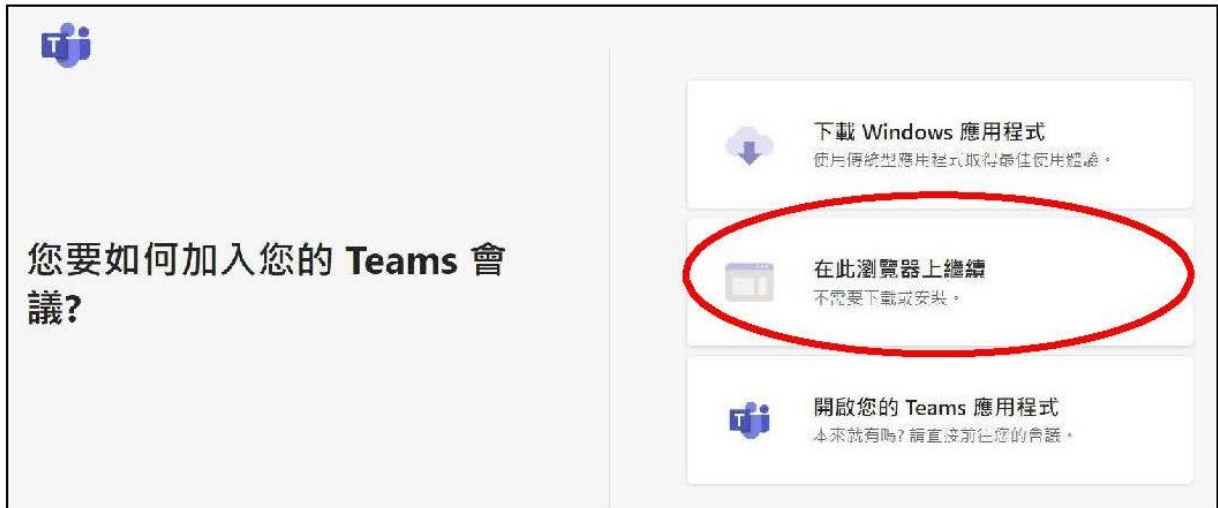 您要如何加入您的 Teams 會
議?
下載 Windows 應用程式
使用傳統型應用程式取得最佳使用體驗。
在此瀏覽器上繼續
不需要下載或安裝。
開啟您的 Teams 應用程式
本來就有嗎? 請直接前往您的會議。